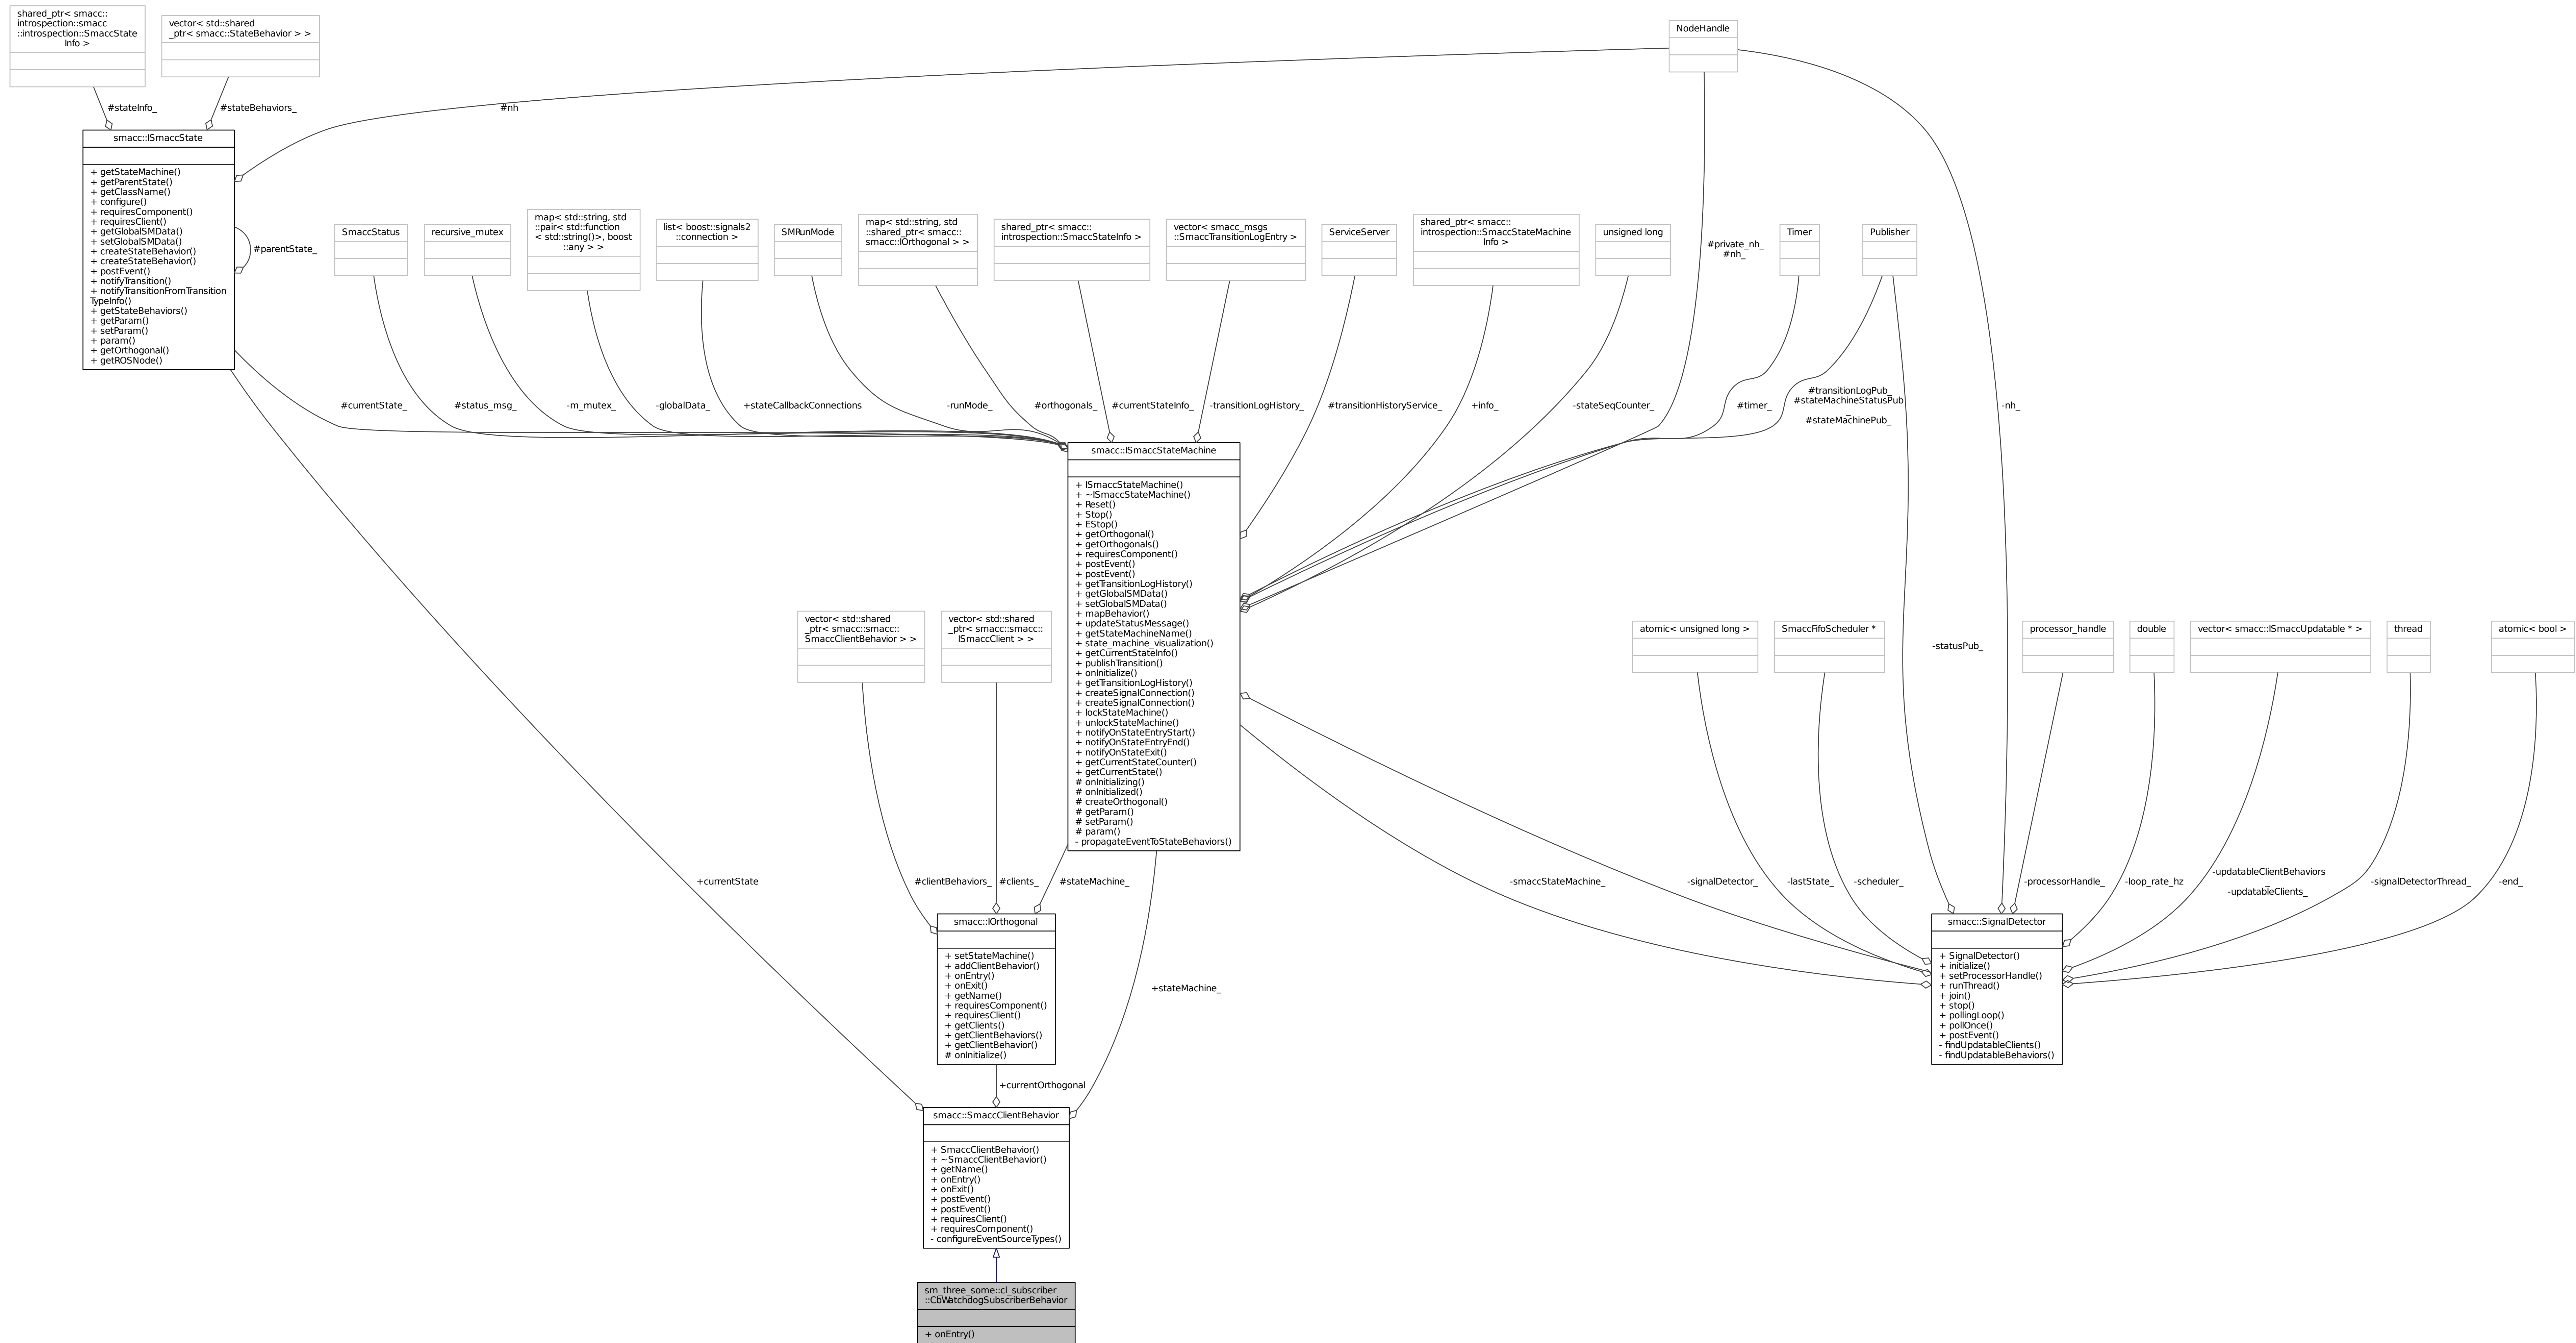 shared_ptr< smacc::
introspection::smacc
::introspection::SmaccState
Info >
vector< std::shared
_ptr< smacc::StateBehavior > >
NodeHandle
#stateInfo_
#stateBehaviors_
#nh
smacc::ISmaccState
+ getStateMachine()
+ getParentState()
+ getClassName()
+ configure()
+ requiresComponent()
+ requiresClient()
+ getGlobalSMData()
+ setGlobalSMData()
+ createStateBehavior()
+ createStateBehavior()
+ postEvent()
+ notifyTransition()
+ notifyTransitionFromTransition
TypeInfo()
+ getStateBehaviors()
+ getParam()
+ setParam()
+ param()
+ getOrthogonal()
+ getROSNode()
#parentState_
SmaccStatus
recursive_mutex
map< std::string, std
::pair< std::function
< std::string()>, boost
::any > >
list< boost::signals2
::connection >
SMRunMode
map< std::string, std
::shared_ptr< smacc::
smacc::IOrthogonal > >
shared_ptr< smacc::
introspection::SmaccStateInfo >
vector< smacc_msgs
::SmaccTransitionLogEntry >
ServiceServer
shared_ptr< smacc::
introspection::SmaccStateMachine
Info >
unsigned long
#private_nh_
#nh_
Timer
Publisher
#currentState_
#status_msg_
-m_mutex_
-globalData_
+stateCallbackConnections
-runMode_
#orthogonals_
#currentStateInfo_
-transitionLogHistory_
#transitionHistoryService_
+info_
-stateSeqCounter_
#timer_
#transitionLogPub_
#stateMachineStatusPub
_
#stateMachinePub_
-nh_
smacc::ISmaccStateMachine
+ ISmaccStateMachine()
+ ~ISmaccStateMachine()
+ Reset()
+ Stop()
+ EStop()
+ getOrthogonal()
+ getOrthogonals()
+ requiresComponent()
+ postEvent()
+ postEvent()
+ getTransitionLogHistory()
+ getGlobalSMData()
+ setGlobalSMData()
+ mapBehavior()
+ updateStatusMessage()
+ getStateMachineName()
+ state_machine_visualization()
+ getCurrentStateInfo()
+ publishTransition()
+ onInitialize()
+ getTransitionLogHistory()
+ createSignalConnection()
+ createSignalConnection()
+ lockStateMachine()
+ unlockStateMachine()
+ notifyOnStateEntryStart()
+ notifyOnStateEntryEnd()
+ notifyOnStateExit()
+ getCurrentStateCounter()
+ getCurrentState()
# onInitializing()
# onInitialized()
# createOrthogonal()
# getParam()
# setParam()
# param()
- propagateEventToStateBehaviors()
vector< std::shared
_ptr< smacc::smacc::
SmaccClientBehavior > >
vector< std::shared
_ptr< smacc::smacc::
ISmaccClient > >
atomic< unsigned long >
SmaccFifoScheduler *
-statusPub_
processor_handle
double
vector< smacc::ISmaccUpdatable * >
thread
atomic< bool >
+currentState
#clientBehaviors_
#clients_
#stateMachine_
-smaccStateMachine_
-signalDetector_
-lastState_
-scheduler_
-processorHandle_
-loop_rate_hz
-updatableClientBehaviors
_
-updatableClients_
-signalDetectorThread_
-end_
smacc::IOrthogonal
+ setStateMachine()
+ addClientBehavior()
+ onEntry()
+ onExit()
+ getName()
+ requiresComponent()
+ requiresClient()
+ getClients()
+ getClientBehaviors()
+ getClientBehavior()
# onInitialize()
smacc::SignalDetector
+ SignalDetector()
+ initialize()
+ setProcessorHandle()
+ runThread()
+ join()
+ stop()
+ pollingLoop()
+ pollOnce()
+ postEvent()
- findUpdatableClients()
- findUpdatableBehaviors()
+stateMachine_
+currentOrthogonal
smacc::SmaccClientBehavior
+ SmaccClientBehavior()
+ ~SmaccClientBehavior()
+ getName()
+ onEntry()
+ onExit()
+ postEvent()
+ postEvent()
+ requiresClient()
+ requiresComponent()
- configureEventSourceTypes()
sm_three_some::cl_subscriber
::CbWatchdogSubscriberBehavior
+ onEntry()